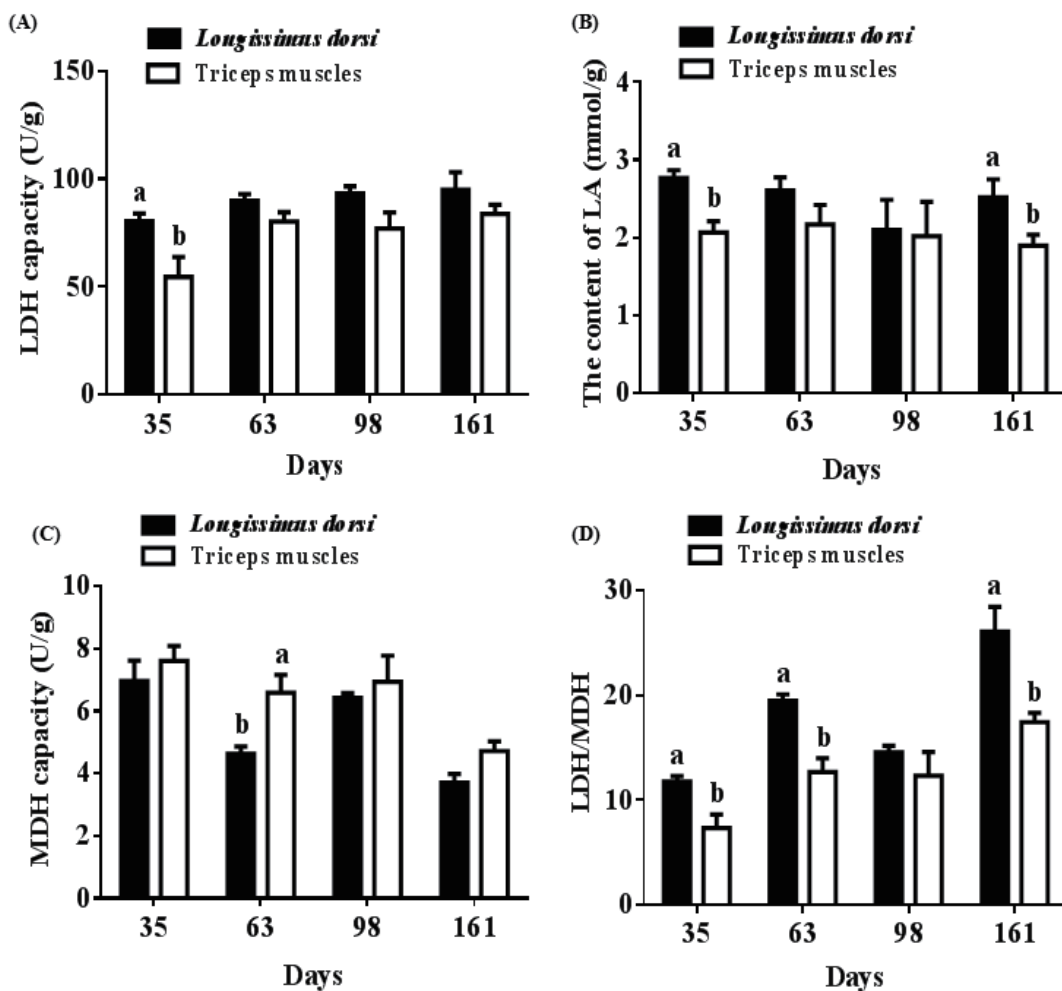 (A)
Longissimus dorsi
Triceps muscles
LDH capacity (U/g)
150
100
50
0
a
b
35 63 98 161
Days
(B)
Longissimus dorsi
Triceps muscles
The content of LA (mmol/g)
4
3
2
1
0
a
b
a
b
35 63 98 161
Days
(C)
Longissimus dorsi
Triceps muscles
MDH capacity (U/g)
10
8
6
4
2
0
b
a
35 63 98 161
Days
(D)
Longissimus dorsi
Triceps muscles
LDH/MDH
30
20
10
0
a
b
a
b
a
b
35 63 98 161
Days